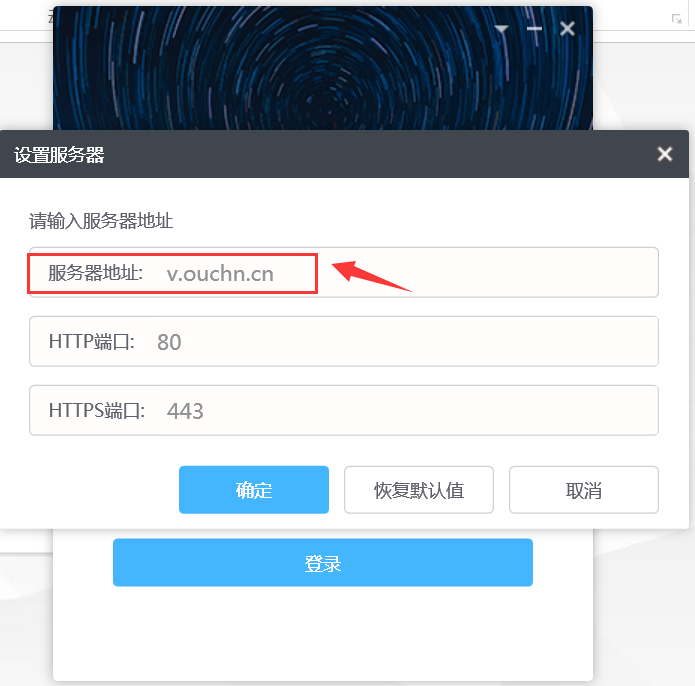 设置服务器
请输入服务器地址
服务器地址: v.ouchn.cn
HTTP端口: 80
HTTPS端口: 443
确定 恢复默认值 取消
登录